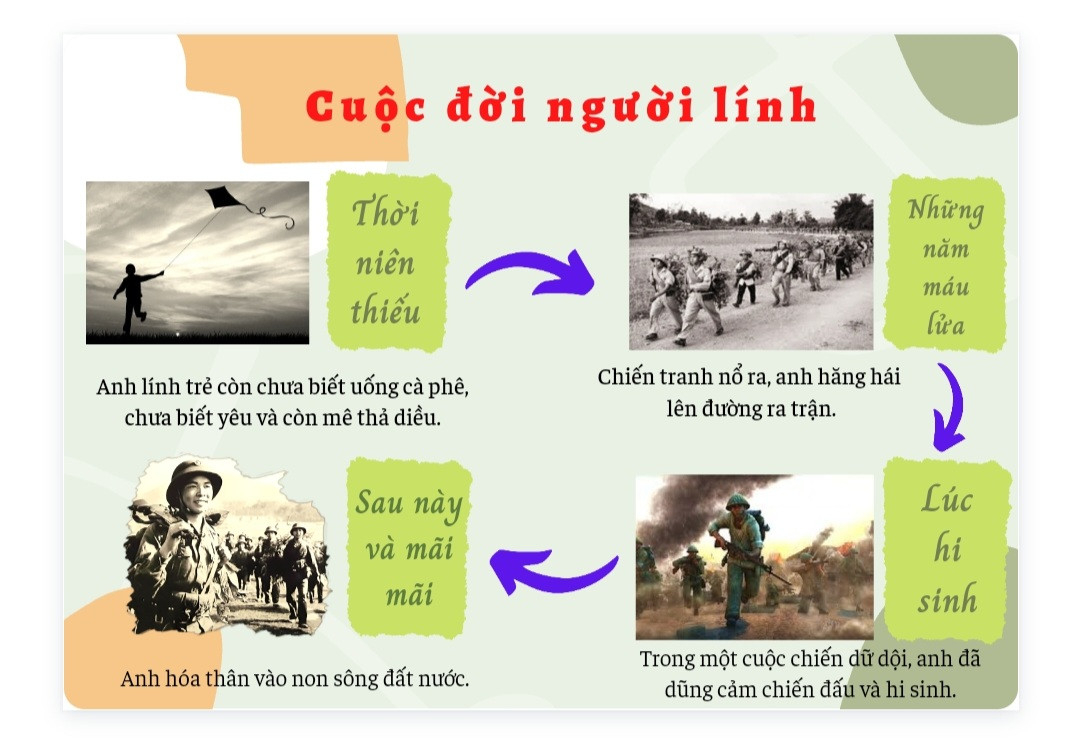 Cuộc đời người lính
Thời
niên
thiếu
Anh lính trẻ còn chưa biết uống cà phê,
chưa biết yêu và còn mê thả diều.
Những
năm
máu
lửa
Chiến tranh nổ ra, anh hăng hái
lên đường ra trận.
Lúc
hi
sinh
Trong một cuộc chiến dữ dội, anh đã
dũng cảm chiến đấu và hi sinh.
Sau này
và mãi
mãi
Anh hóa thân vào non sông đất nước.